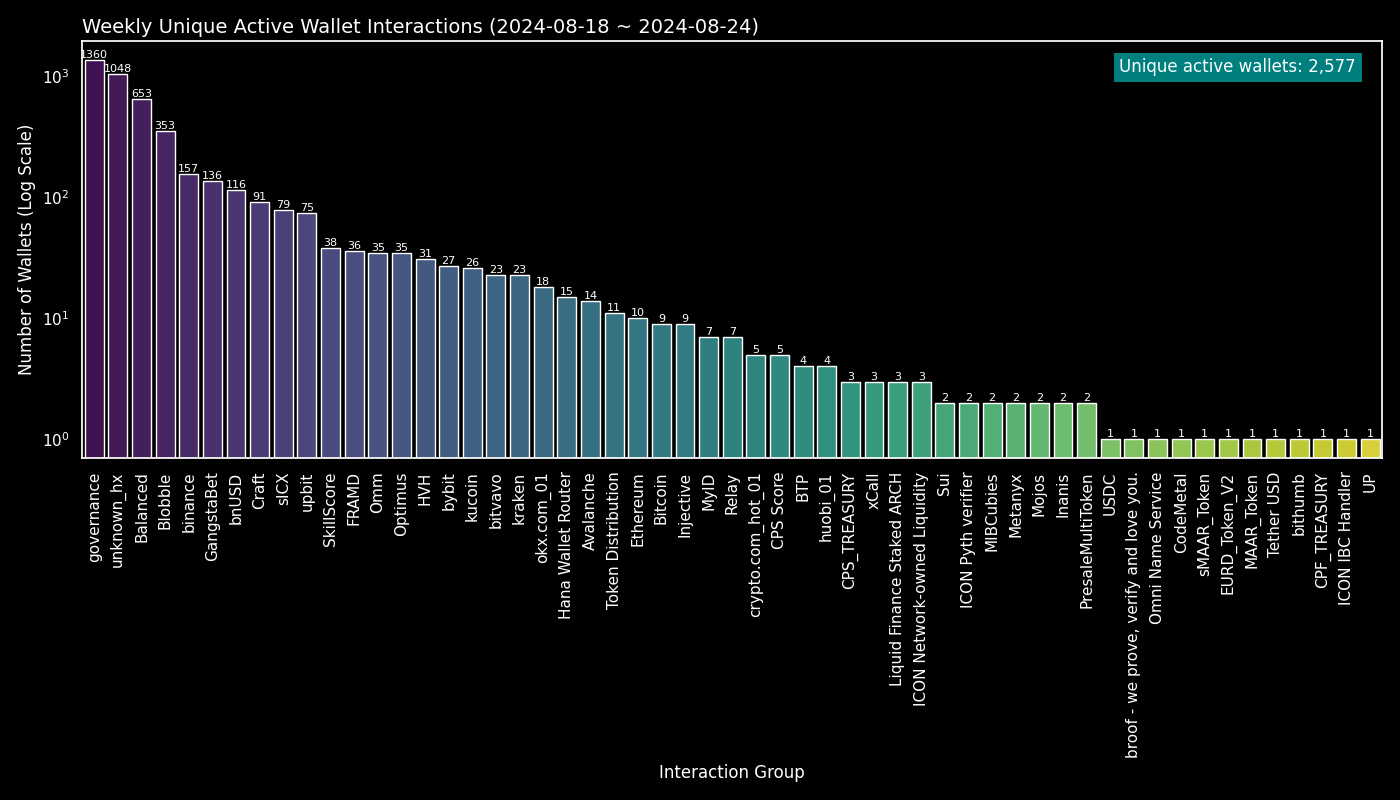 Weekly Unique Active Wallet Interactions (2024-08-18 ~ 2024-08-24)
Unique active wallets: 2,577
Number of Wallets (Log Scale)
10³
10²
10¹
10⁰
1360
1048
653
353
157
136
116
91
79
75
38
36
35
35
31
27
26
23
23
18
15
14
11
10
9
9
7
7
5
5
4
4
3
3
3
3
2
2
2
2
2
2
2
1
1
1
1
1
1
1
1
1
1
1
1
governance
unknown_hx
Balanced
Blobble
binance
GangstaBet
bnUSD
Craft
sICX
upbit
SkillScore
FRAMD
Omm
Optimus
HVH
bybit
kucoin
bitvavo
kraken
okx.com_01
Hana Wallet Router
Avalanche
Token Distribution
Ethereum
Bitcoin
Injective
MyID
Relay
crypto.com_hot_01
CPS Score
BTP
huobi_01
CPS_TREASURY
xCall
Liquid Finance Staked ARCH
ICON Network-owned Liquidity
Sui
ICON Pyth verifier
MIBCubies
Metanyx
Mojos
Inanis
PresaleMultiToken
USDC
broof - we prove, verify and love you.
Omni Name Service
CodeMetal
sMAAR_Token
EURD_Token_V2
MAAR_Token
Tether USD
bithumb
CPF_TREASURY
ICON IBC Handler
UP
Interaction Group